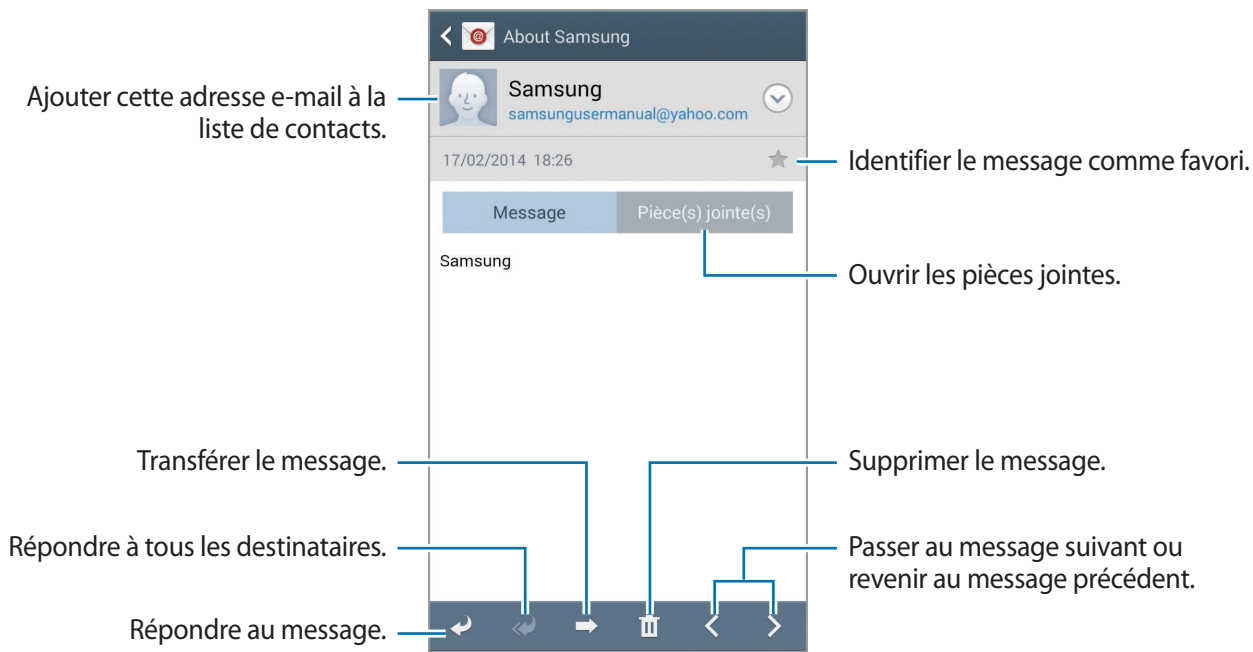 About Samsung
Ajouter cette adresse e-mail à la
liste de contacts.
Samsung
samsungusermanual@yahoo.com
17/02/2014 18:26
Identifier le message comme favori.
Message
Pièce(s) jointe(s)
Samsung
Ouvrir les pièces jointes.
Transférer le message.
Supprimer le message.
Répondre à tous les destinataires.
Passer au message suivant ou
revenir au message précédent.
Répondre au message.